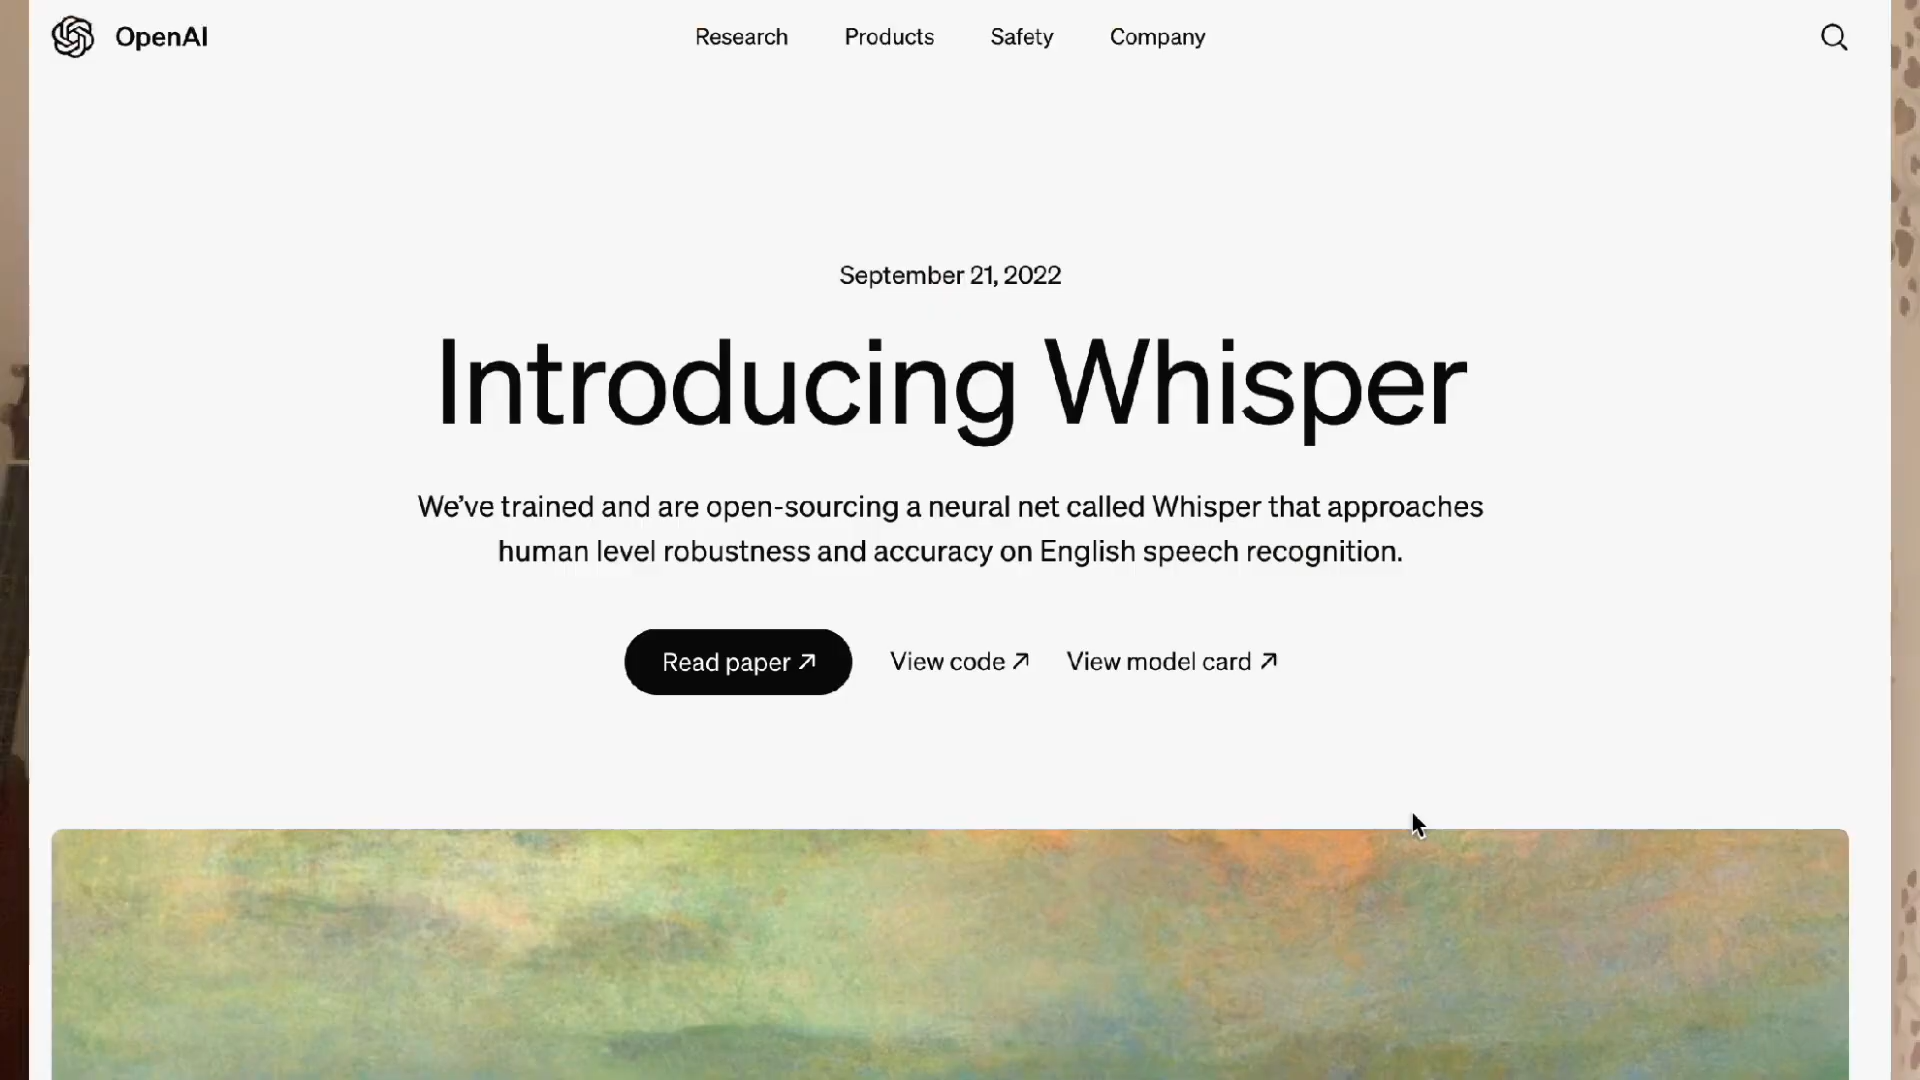 OpenAI
Research Products Safety Company
September 21, 2022
Introducing Whisper
We’ve trained and are open-sourcing a neural net called Whisper that approaches
human level robustness and accuracy on English speech recognition.
Read paper ↗ View code ↗ View model card ↗